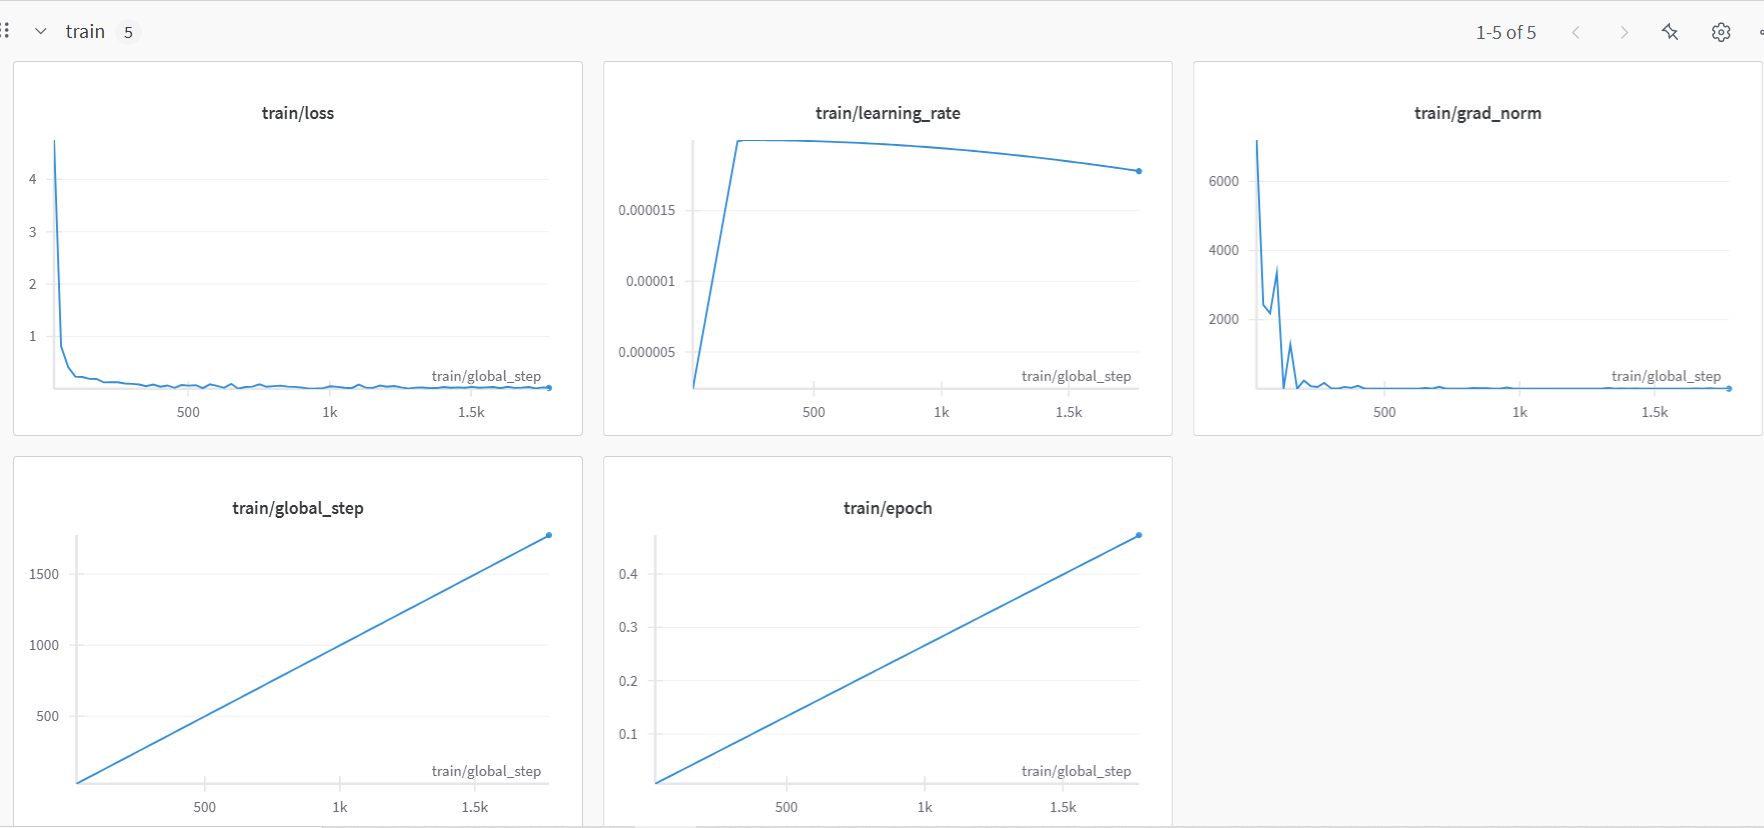 train 5
1-5 of 5
train/loss
4
3
2
1
train/global_step
500 1k 1.5k
train/learning_rate
0.000015
0.00001
0.000005
train/global_step
500 1k 1.5k
train/grad_norm
6000
4000
2000
train/global_step
500 1k 1.5k
train/global_step
1500
1000
500
train/global_step
500 1k 1.5k
train/epoch
0.4
0.3
0.2
0.1
train/global_step
500 1k 1.5k